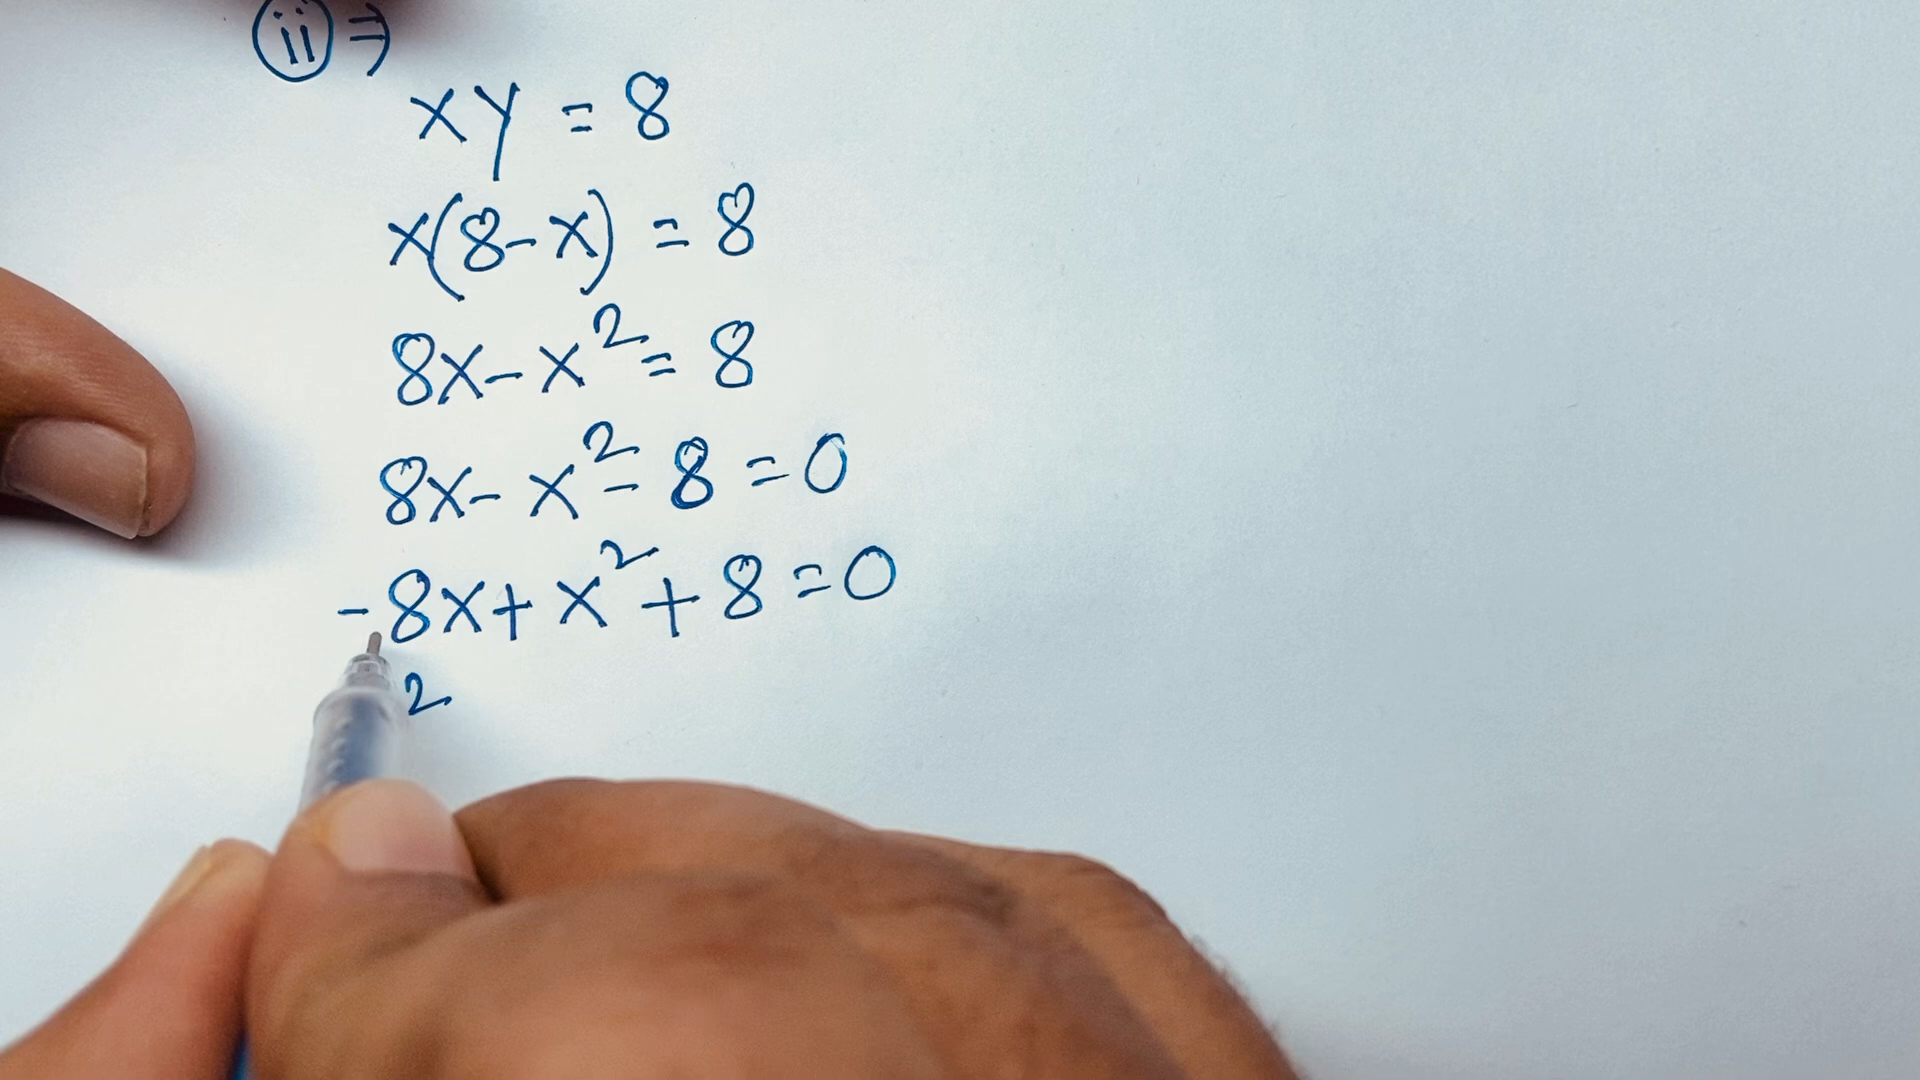 ii ⇒
xy = 8
x(8-x) = 8
8x-x²= 8
8x-x²-8=0
-8x+x²+8=0
2